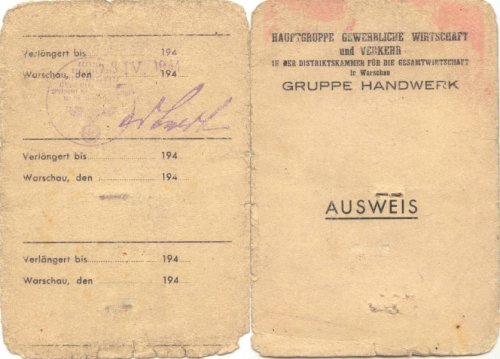 Verlängert bis 194
Warschau, den 194
Verlängert bis 194
Warschau, den 194
Verlängert bis 194
Warschau, den 194
HAUPTGRUPPE GEWERBLICHE WIRTSCHAFT
und VERKEHR
IN DER DISTRIKTSKAMMER FÜR DIE GESAMTWIRTSCHAFT
in Warschau
GRUPPE HANDWERK
AUSWEIS